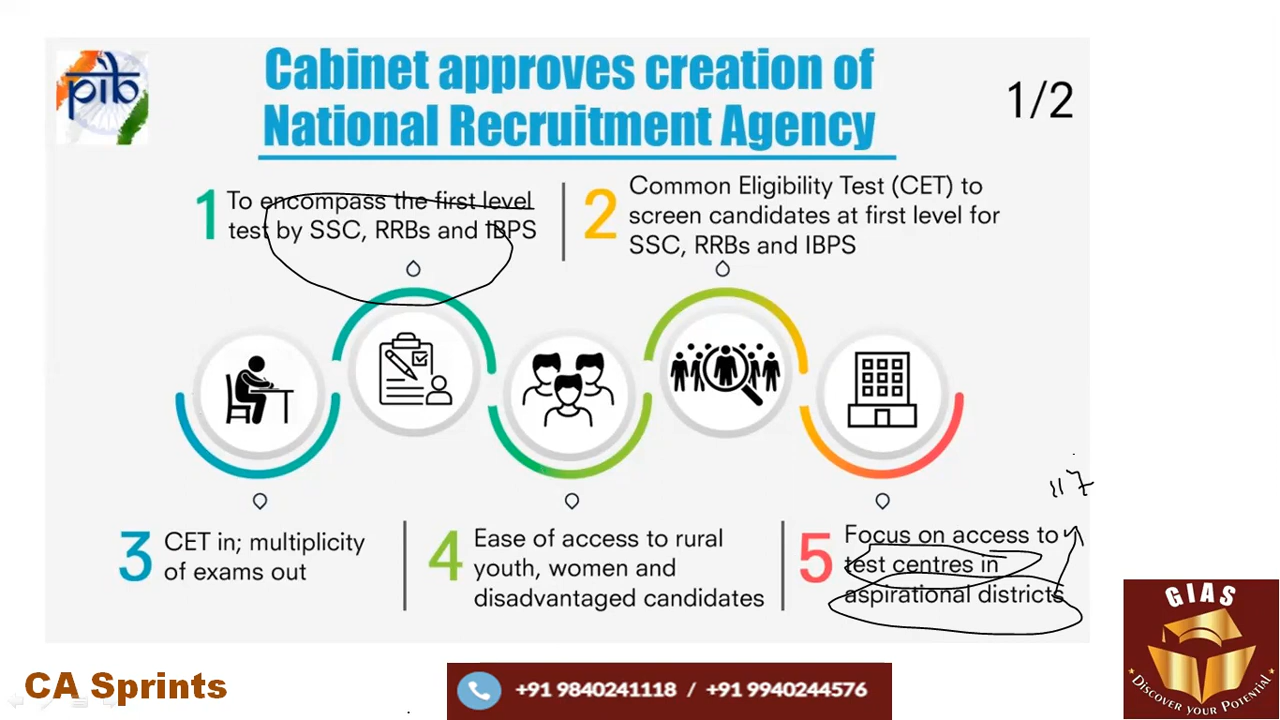 pib
Cabinet approves creation of
National Recruitment Agency
1/2
1
To encompass the first level
test by SSC, RRBs and IBPS
2
Common Eligibility Test (CET) to
screen candidates at first level for
SSC, RRBs and IBPS
3
CET in; multiplicity
of exams out
4
Ease of access to rural
youth, women and
disadvantaged candidates
5
Focus on access to
test centres in
aspirational districts
117
GIAS
DISCOVER YOUR POTENTIAL
CA Sprints
+91 9840241118 / +91 9940244576